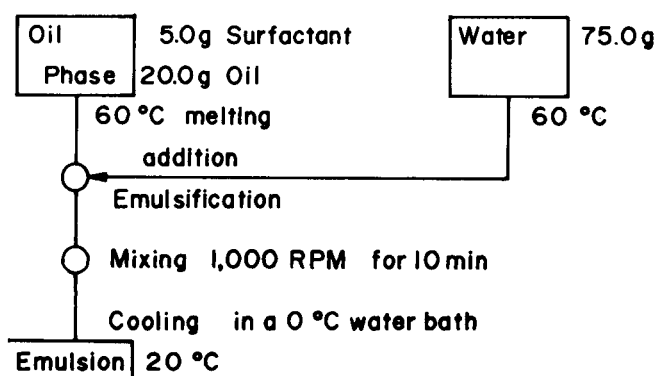 Oil 5.0g Surfactant Water 75.0g
Phase 20.0g Oil
60 °C melting 60 °C
addition
Emulsification
Mixing 1,000 RPM for 10 min
Cooling in a 0 °C water bath
Emulsion 20 °C